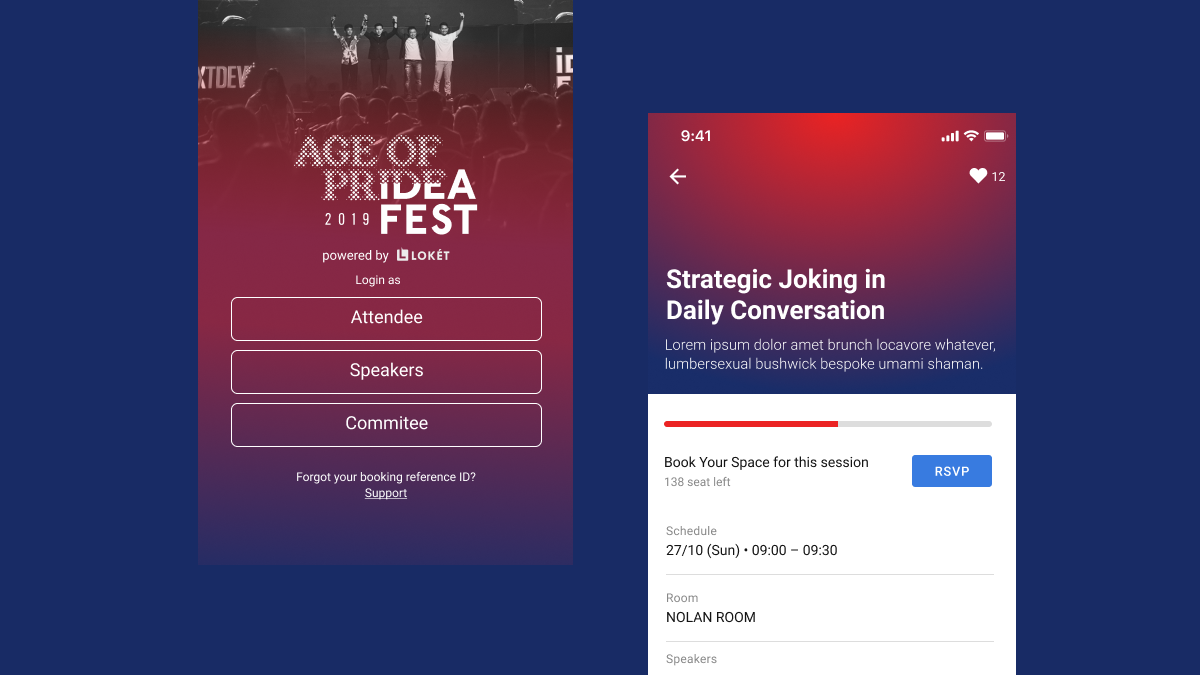 XTDEV
iD
F
AGE OF
PRIDE IDEA
2019 FEST
powered by LOKÉT
Login as
Attendee
Speakers
Commitee
Forgot your booking reference ID?
Support
9:41
12
Strategic Joking in
Daily Conversation
Lorem ipsum dolor amet brunch locavore whatever,
lumbersexual bushwick bespoke umami shaman.
Book Your Space for this session
138 seat left
RSVP
Schedule
27/10 (Sun) • 09:00 – 09:30
Room
NOLAN ROOM
Speakers